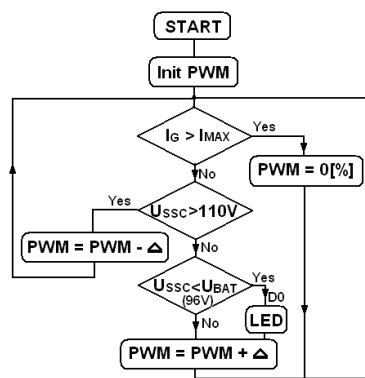 START
Init PWM
IG > IMAX
Yes
PWM = 0[%]
No
Yes
USSC>110V
PWM = PWM - Δ
No
USSC<UBAT
(96V)
Yes
D0
No
LED
PWM = PWM + Δ